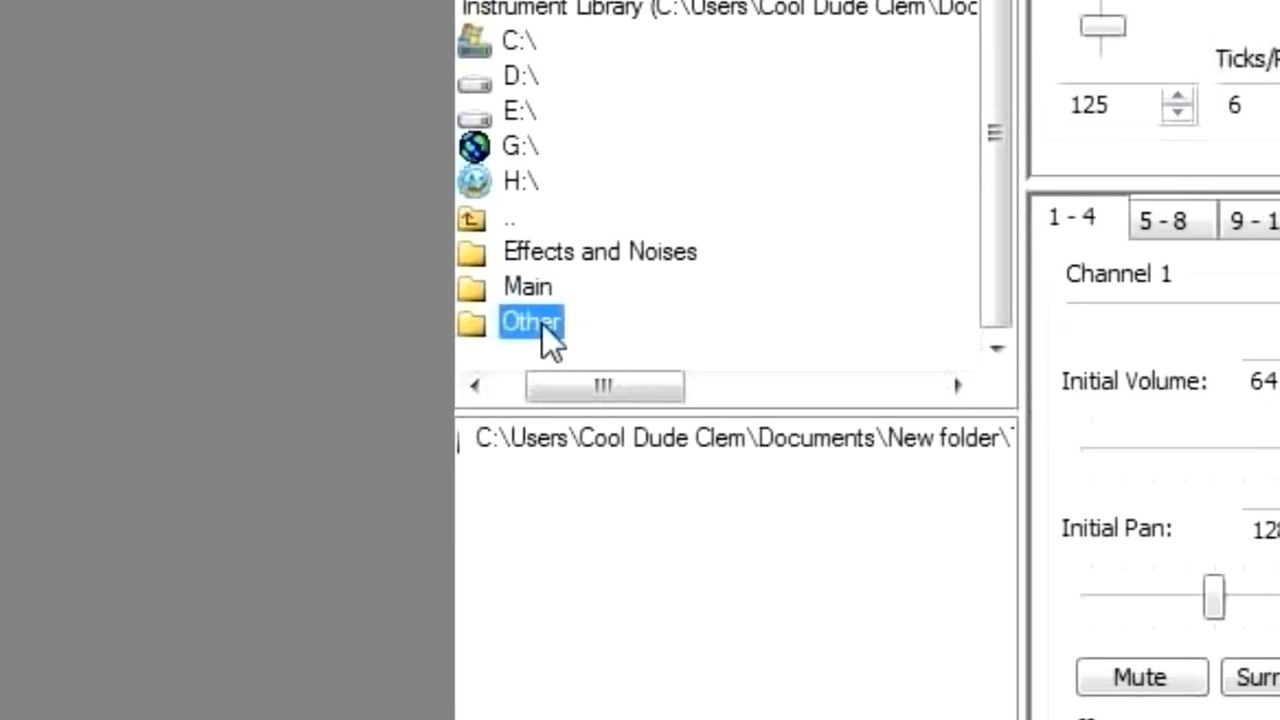 Instrument Library (C:\Users\Cool Dude Clem\Doc
C:\
D:\
E:\
G:\
H:\
..
Effects and Noises
Main
Other
C:\Users\Cool Dude Clem\Documents\New folder\
Ticks/
125
6
1 - 4
5 - 8
9 - 1
Channel 1
Initial Volume:
64
Initial Pan:
128
Mute
Surr